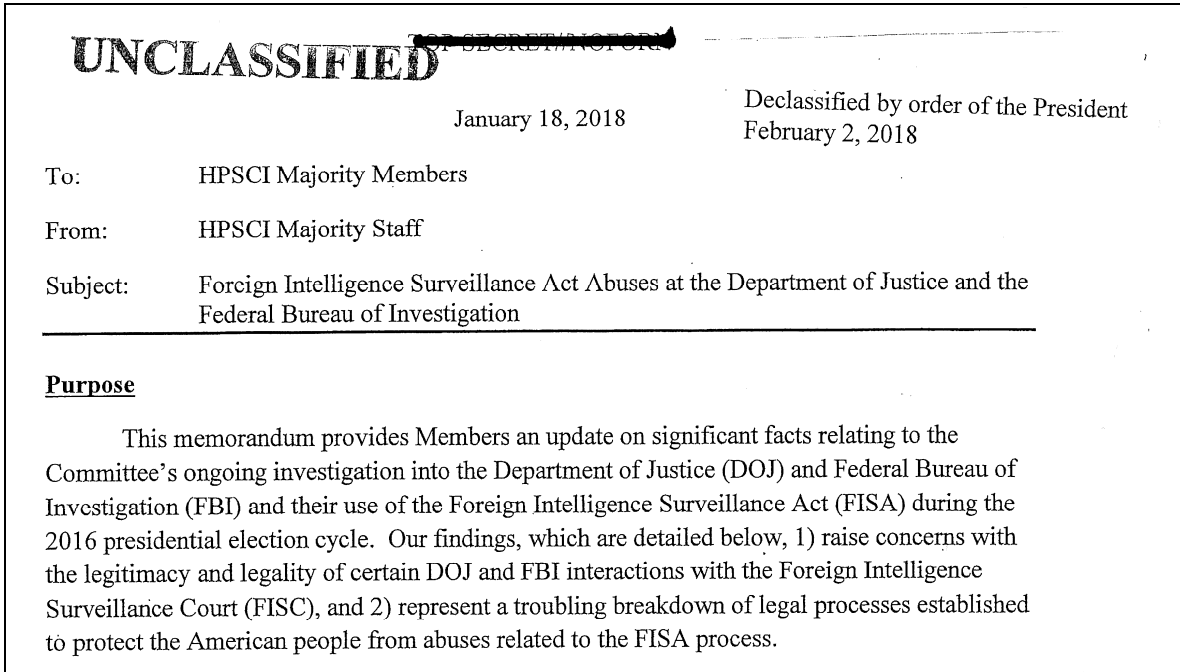 UNCLASSIFIED TOP SECRET//NOFORN
January 18, 2018
Declassified by order of the President
February 2, 2018
To: HPSCI Majority Members
From: HPSCI Majority Staff
Subject: Foreign Intelligence Surveillance Act Abuses at the Department of Justice and the
Federal Bureau of Investigation
Purpose
This memorandum provides Members an update on significant facts relating to the
Committee's ongoing investigation into the Department of Justice (DOJ) and Federal Bureau of
Investigation (FBI) and their use of the Foreign Intelligence Surveillance Act (FISA) during the
2016 presidential election cycle. Our findings, which are detailed below, 1) raise concerns with
the legitimacy and legality of certain DOJ and FBI interactions with the Foreign Intelligence
Surveillance Court (FISC), and 2) represent a troubling breakdown of legal processes established
to protect the American people from abuses related to the FISA process.